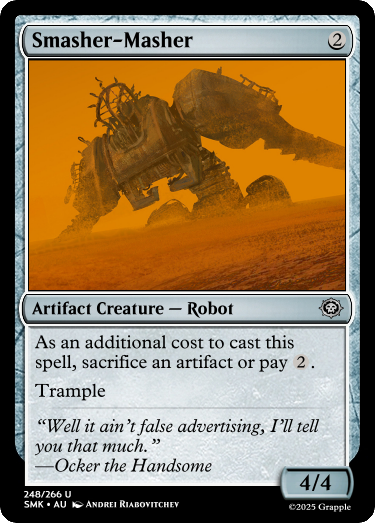 Smasher-Masher 2
Artifact Creature — Robot
As an additional cost to cast this
spell, sacrifice an artifact or pay 2.
Trample
“Well it ain't false advertising, I'll tell
you that much.”
—Ocker the Handsome
4/4
248/266 U
SMK • AU Andrei Riabovitchev
©2025 Grapple